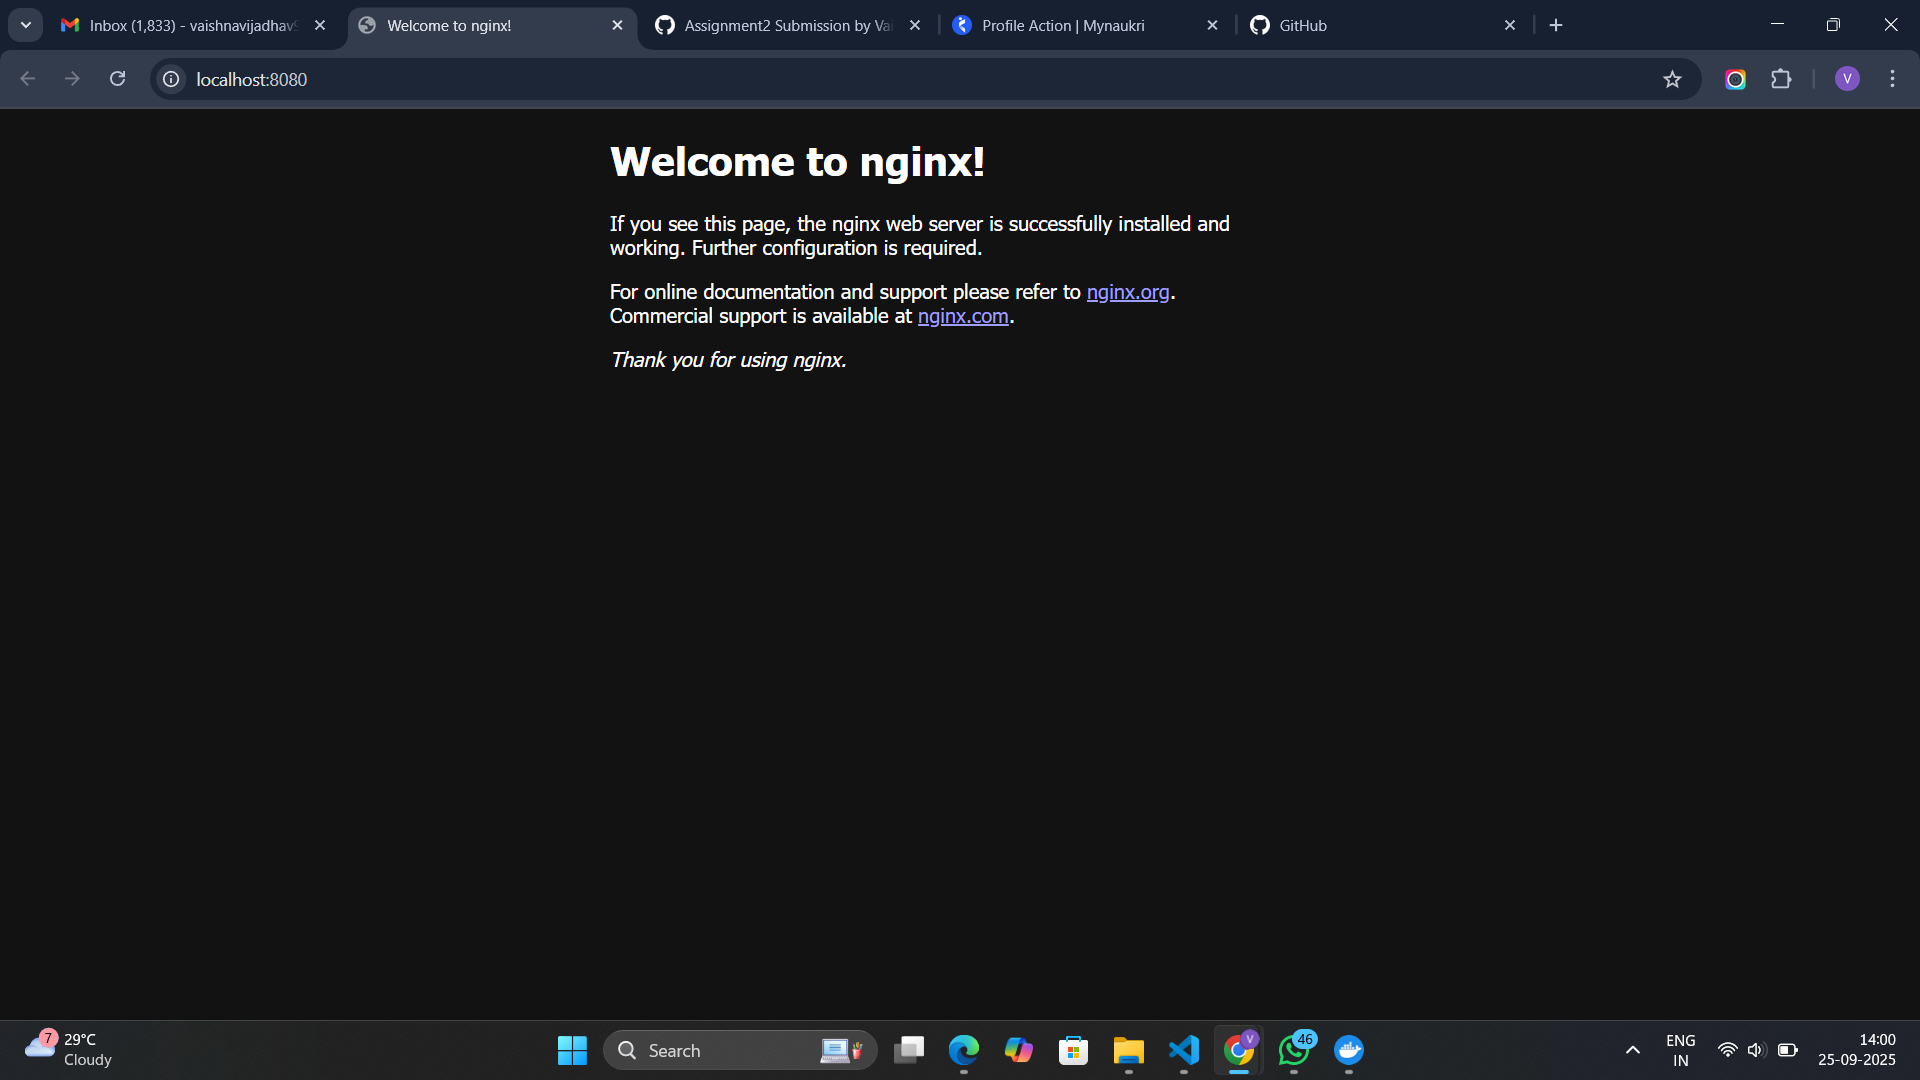 Inbox (1,833) - vaishnavijadhav9
Welcome to nginx!
Assignment2 Submission by Vai
Profile Action | Mynaukri
GitHub
localhost:8080
V
Welcome to nginx!
If you see this page, the nginx web server is successfully installed and
working. Further configuration is required.
For online documentation and support please refer to nginx.org.
Commercial support is available at nginx.com.
Thank you for using nginx.
7
29°C
Cloudy
Search
V
46
ENG
IN
14:00
25-09-2025